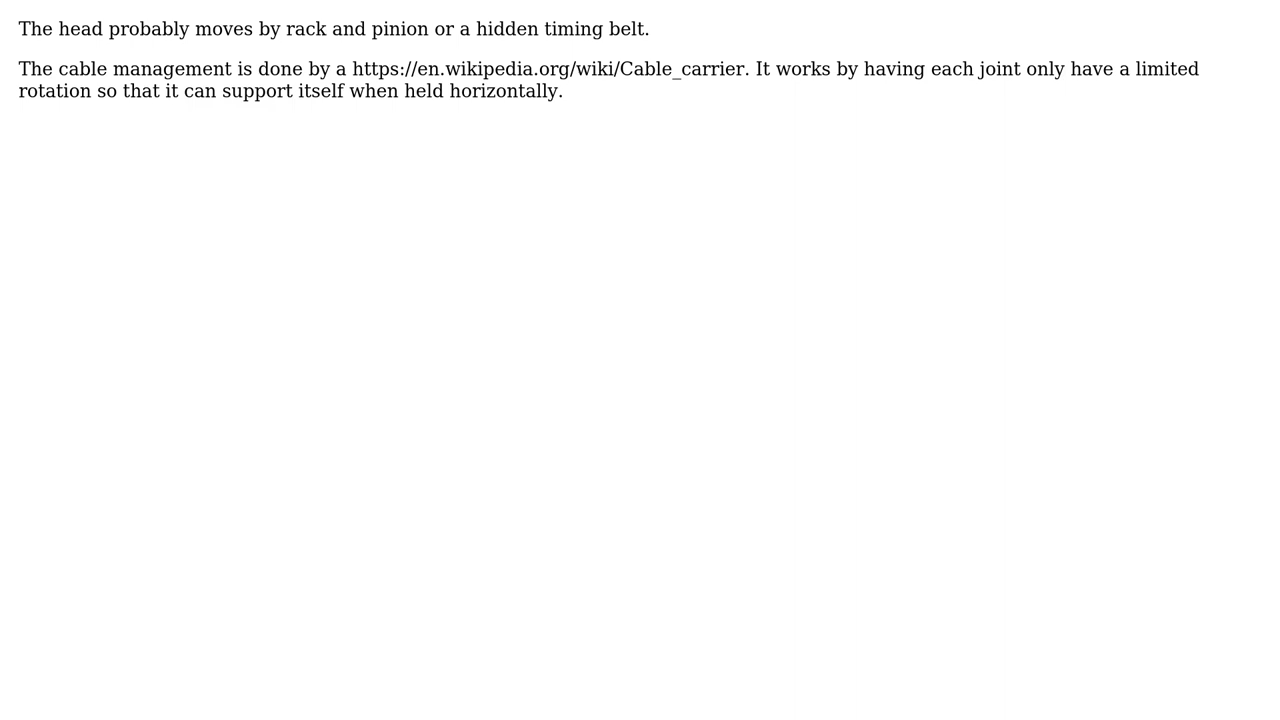 The head probably moves by rack and pinion or a hidden timing belt.
The cable management is done by a https://en.wikipedia.org/wiki/Cable_carrier. It works by having each joint only have a limited
rotation so that it can support itself when held horizontally.